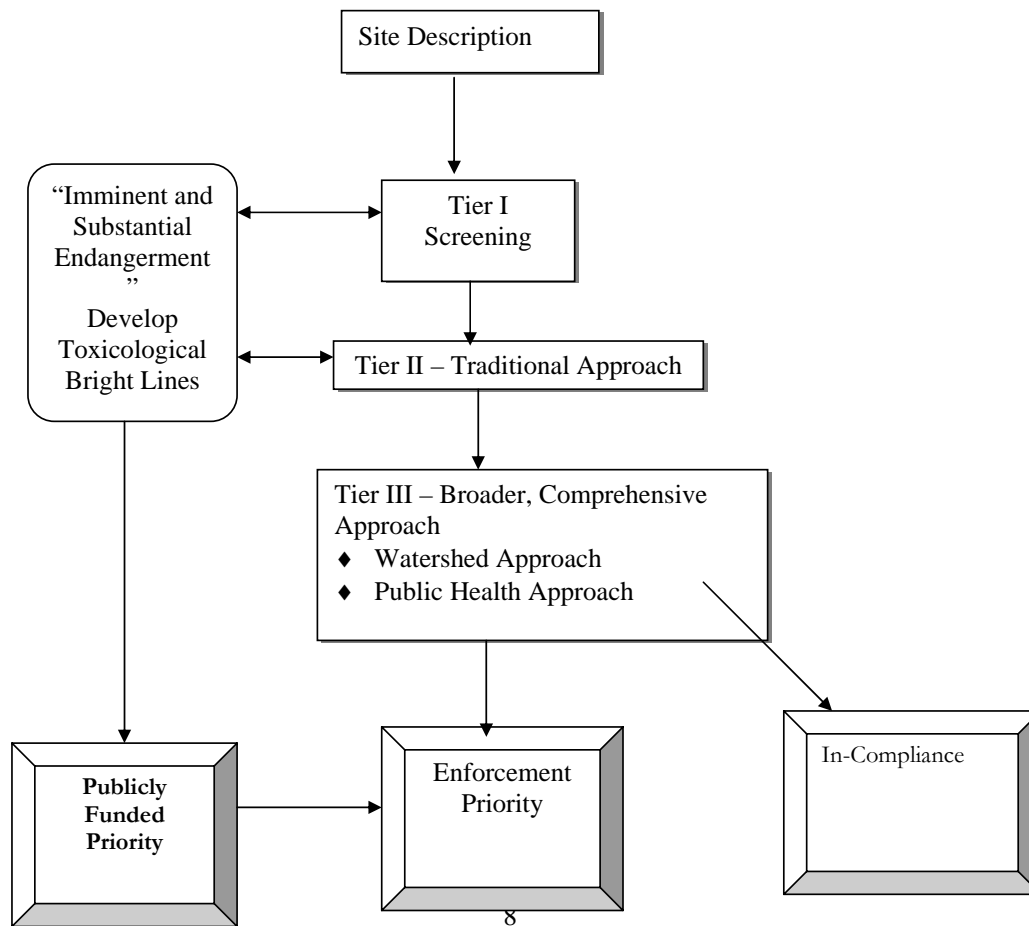 Site Description
“Imminent and
Substantial
Endangerment
”
Develop
Toxicological
Bright Lines
Tier I
Screening
Tier II – Traditional Approach
Tier III – Broader, Comprehensive
Approach
♦ Watershed Approach
♦ Public Health Approach
Publicly
Funded
Priority
Enforcement
Priority
In-Compliance
8